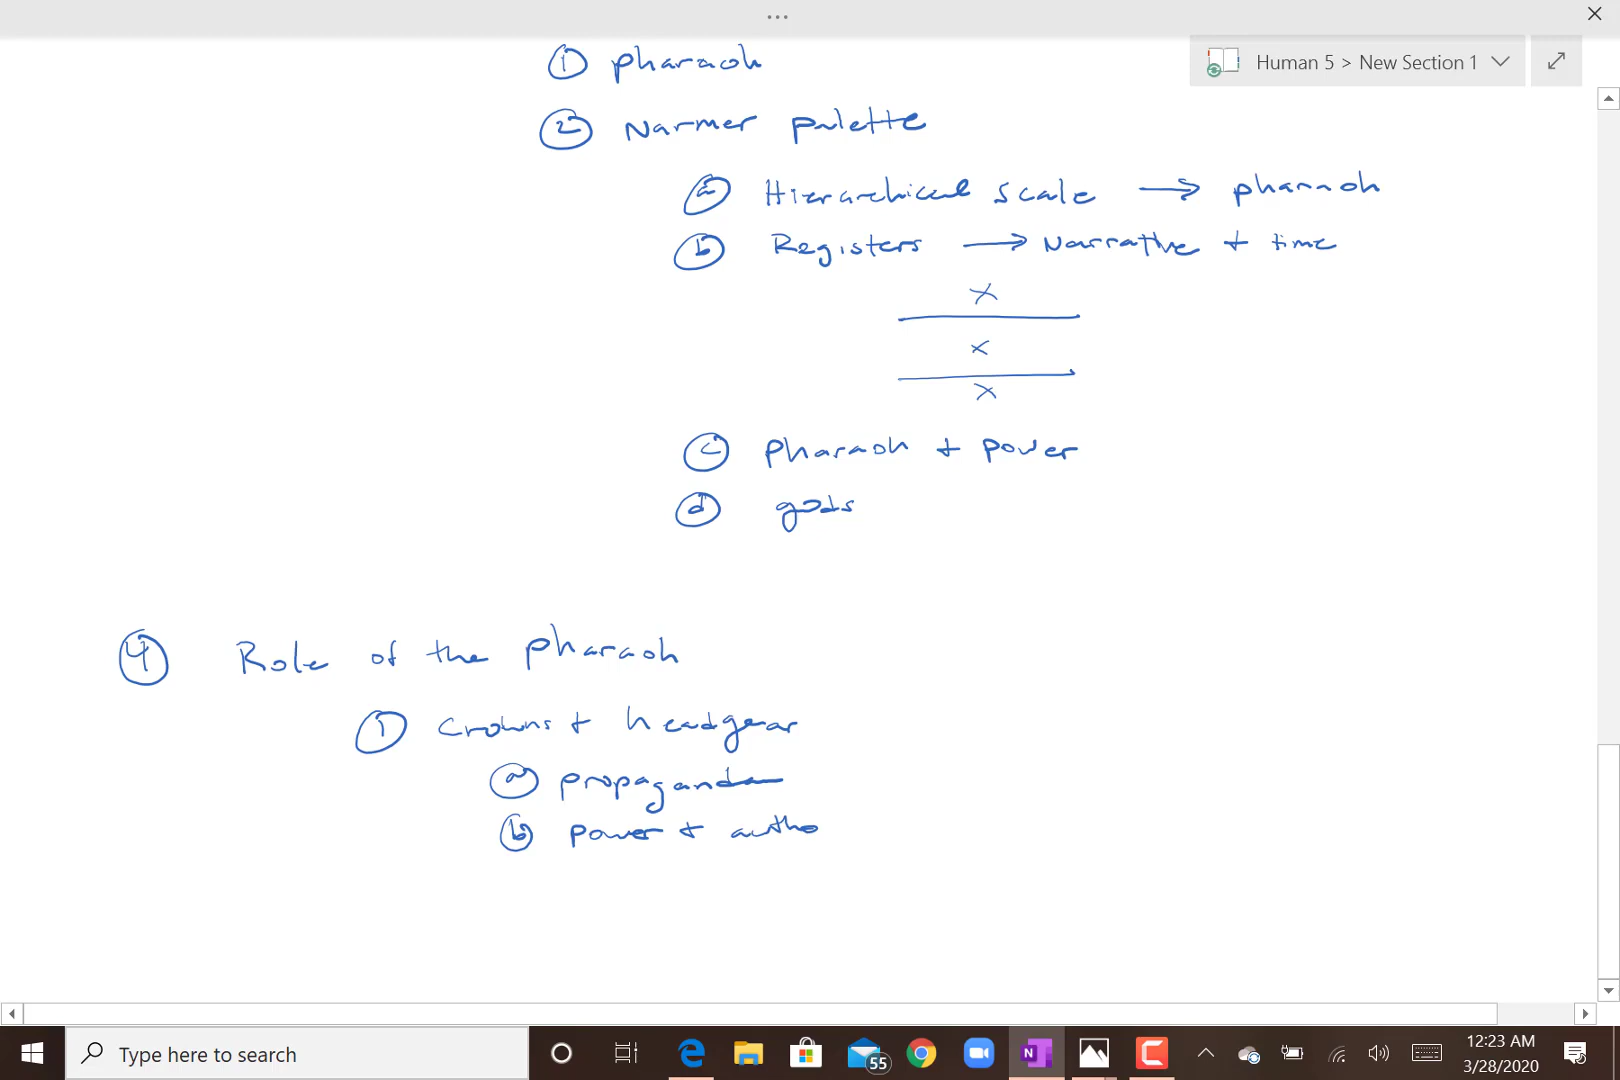 ① pharaoh
Human 5 > New Section 1
② Narmer palette
ⓐ Hierarchical scale → pharaoh
ⓑ Registers → Narrative + time
X
X
X
ⓒ Pharaoh + power
ⓓ gods
④ Role of the pharaoh
① Crowns + headgear
ⓐ propaganda
ⓑ power + autho
Type here to search
55
12:23 AM
3/28/2020